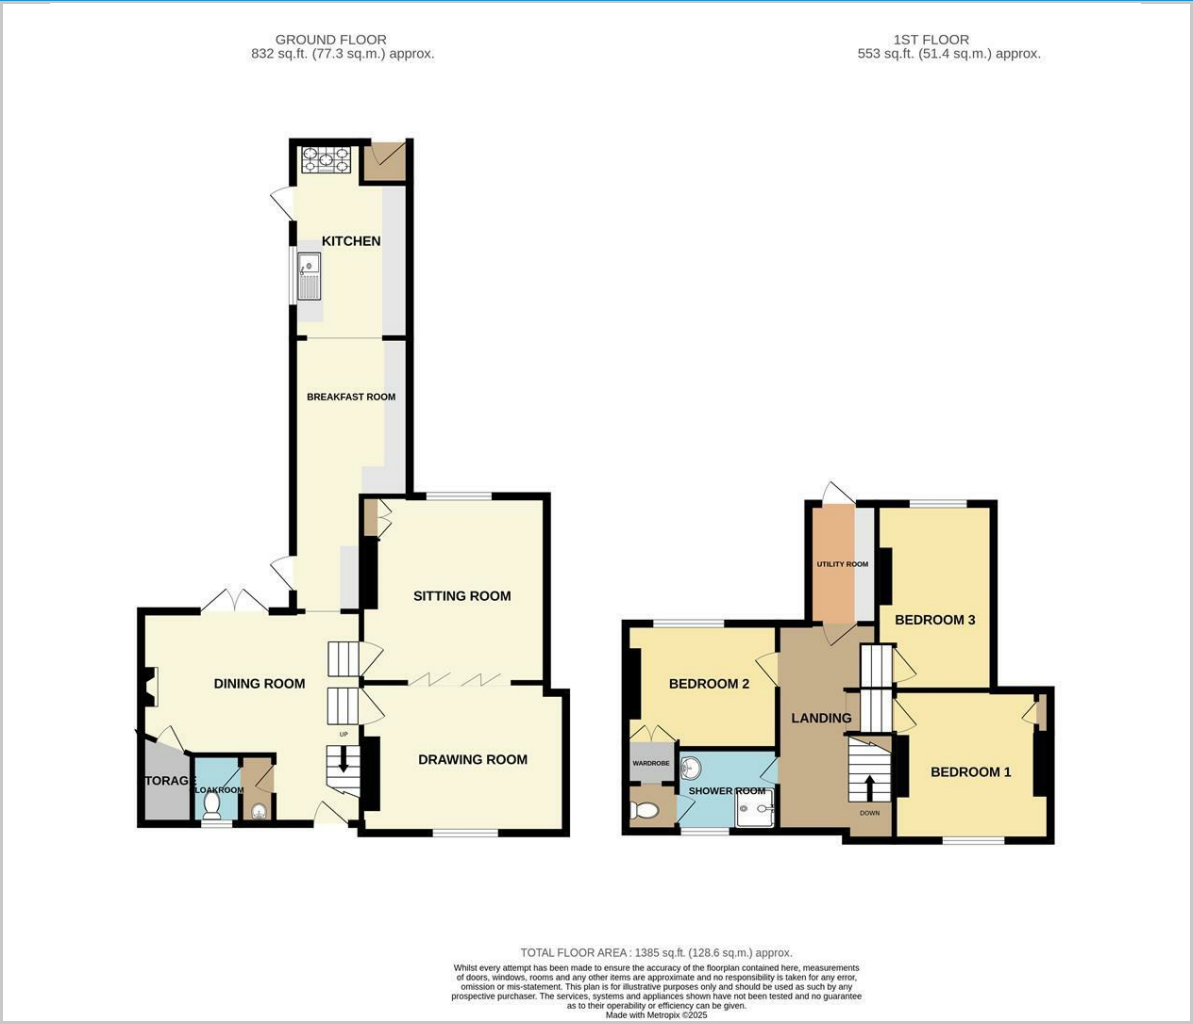 GROUND FLOOR
832 sq.ft. (77.3 sq.m.) approx.
1ST FLOOR
553 sq.ft. (51.4 sq.m.) approx.
KITCHEN
BREAKFAST ROOM
SITTING ROOM
DINING ROOM
UP
DRAWING ROOM
TORAGE
LOAKROOM
UTILITY ROOM
BEDROOM 3
BEDROOM 2
LANDING
WARDROBE
SHOWER ROOM
BEDROOM 1
DOWN
TOTAL FLOOR AREA : 1385 sq.ft. (128.6 sq.m.) approx.
Whilst every attempt has been made to ensure the accuracy of the floorplan contained here, measurements
of doors, windows, rooms and any other items are approximate and no responsibility is taken for any error,
omission or mis-statement. This plan is for illustrative purposes only and should be used as such by any
prospective purchaser. The services, systems and appliances shown have not been tested and no guarantee
as to their operability or efficiency can be given.
Made with Metropix ©2025